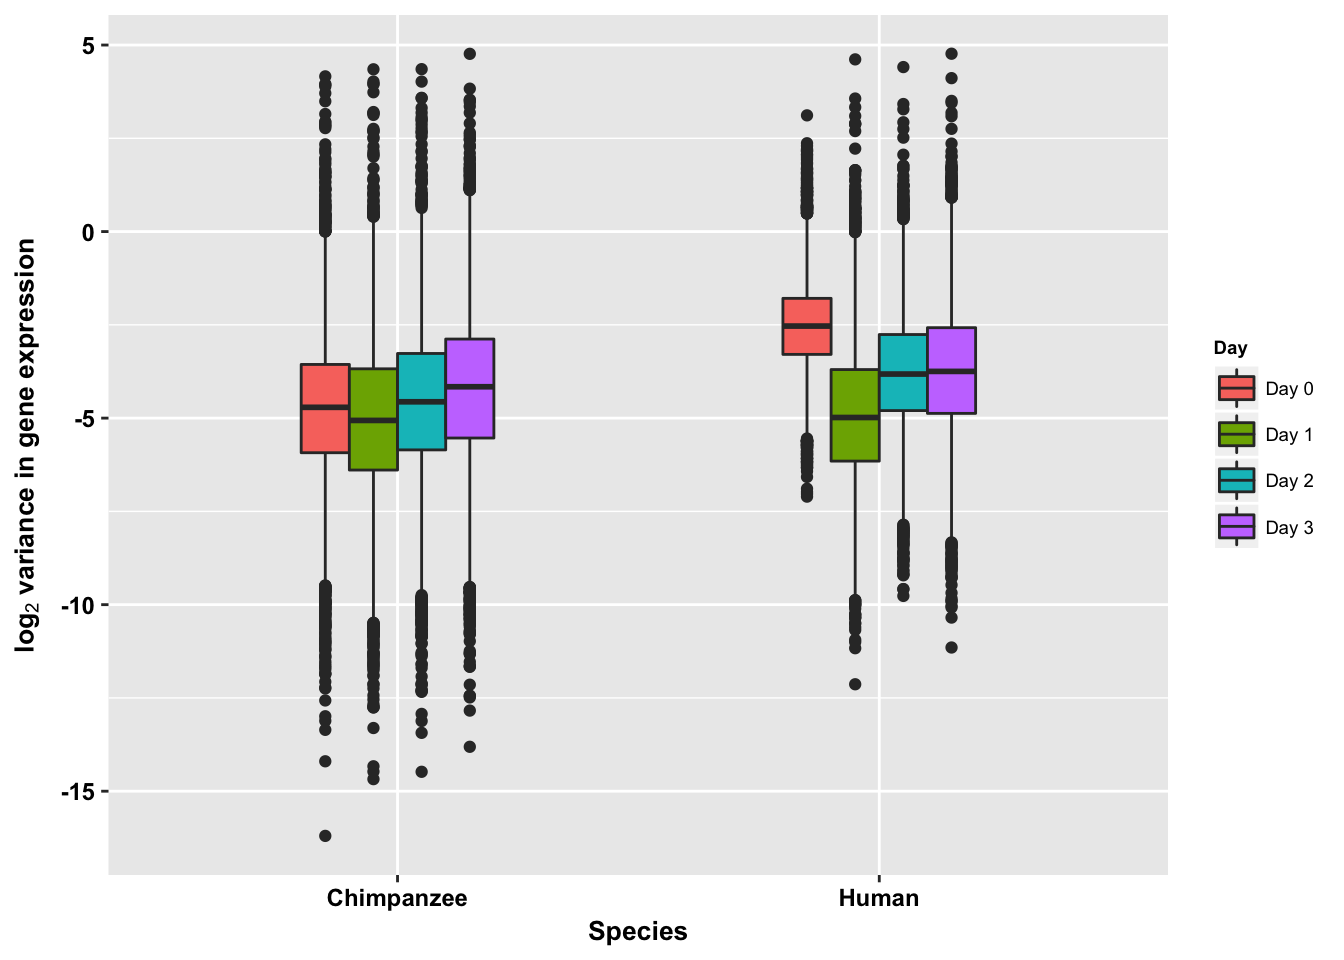 log₂ variance in gene expression
5
0
-5
-10
-15
Chimpanzee
Human
Species
Day
Day 0
Day 1
Day 2
Day 3